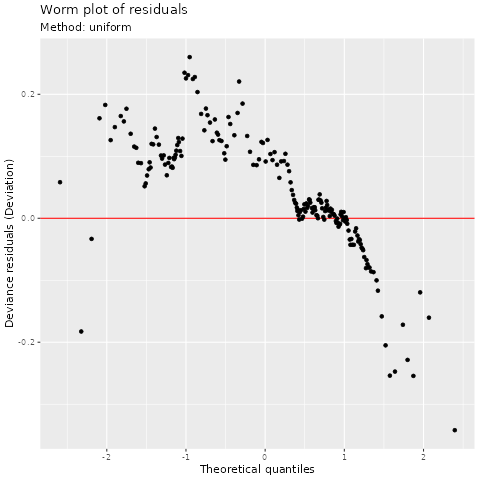 Worm plot of residuals
Method: uniform
Deviance residuals (Deviation)
0.2
0.0
-0.2
-2
-1
0
1
2
Theoretical quantiles